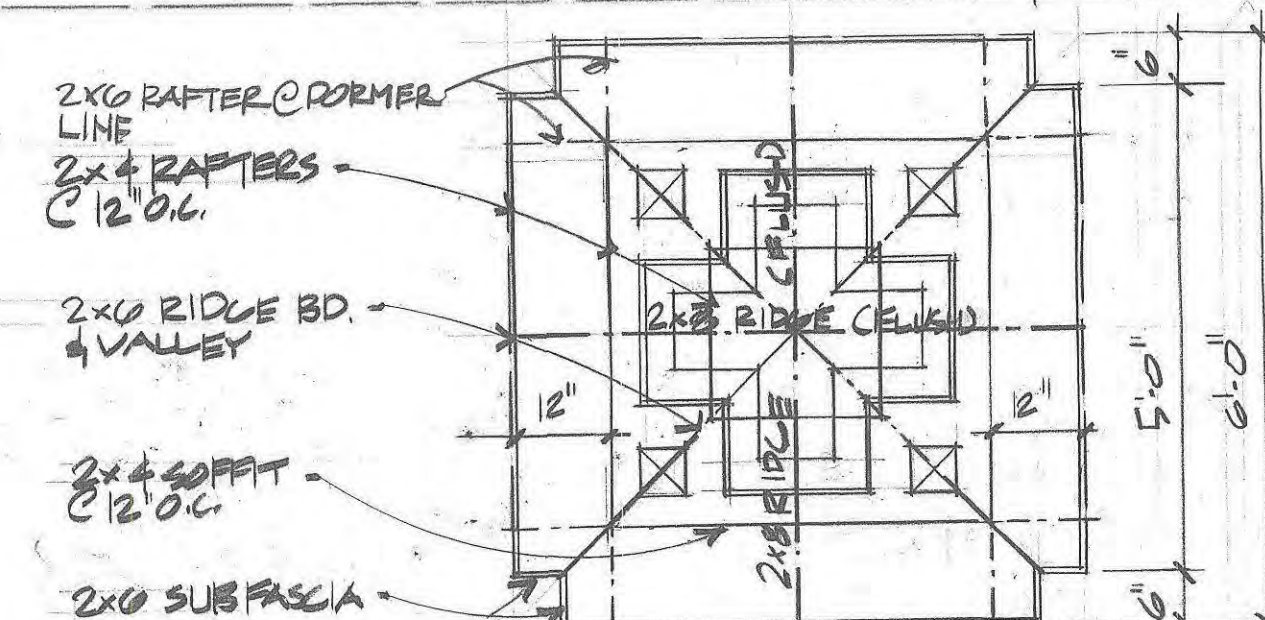 2x6 RAFTER @ DORMER
LINE
2x4 RAFTERS
@ 12" O.C.
2x6 RIDGE BD.
& VALLEY
2x4 SOFFIT
@ 12" O.C.
2x6 SUB FASCIA
2x8 RIDGE (FLUSH)
2x8 RIDGE (FLUSH)
12"
12"
6"
5'-0"
6'-0"
6"